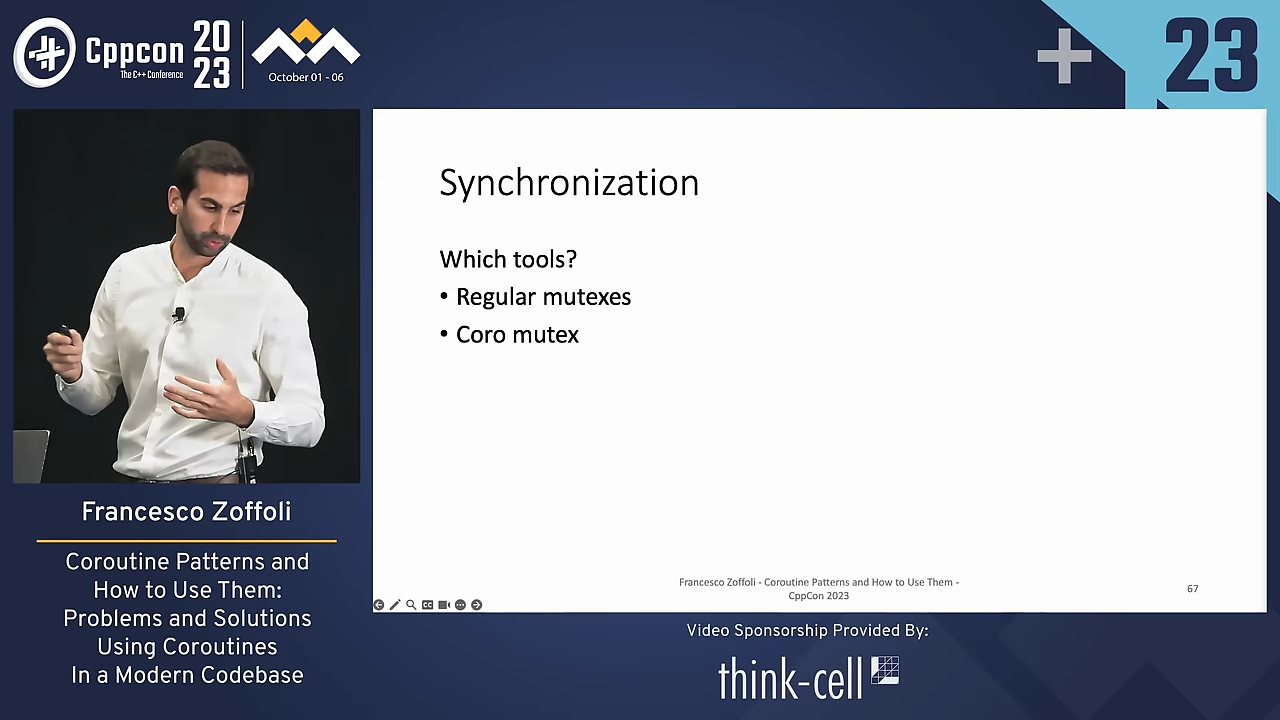 Cppcon
The C++ Conference
20
23
October 01 - 06
23
Synchronization
Which tools?
• Regular mutexes
• Coro mutex
Francesco Zoffoli - Coroutine Patterns and How to Use Them -
CppCon 2023
67
CC
Francesco Zoffoli
Coroutine Patterns and
How to Use Them:
Problems and Solutions
Using Coroutines
In a Modern Codebase
Video Sponsorship Provided By:
think-cell